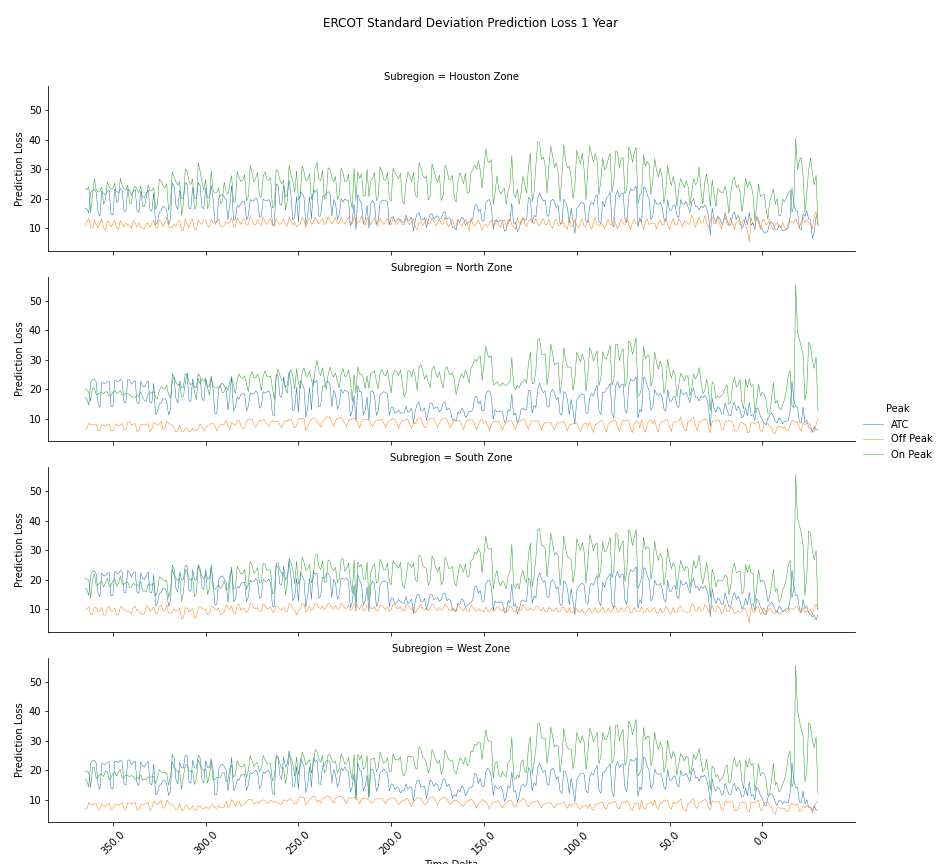 ERCOT Standard Deviation Prediction Loss 1 Year
Subregion = Houston Zone
Prediction Loss
50
40
30
20
10
Subregion = North Zone
Prediction Loss
50
40
30
20
10
Peak
ATC
Off Peak
On Peak
Subregion = South Zone
Prediction Loss
50
40
30
20
10
Subregion = West Zone
Prediction Loss
50
40
30
20
10
350.0
300.0
250.0
200.0
150.0
100.0
50.0
0.0
Time Delta